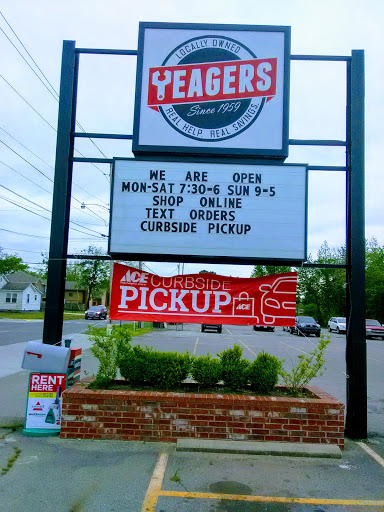 LOCALLY OWNED
YEAGERS
Since 1959
REAL HELP. REAL SAVINGS.
WE ARE OPEN
MON-SAT 7:30-6 SUN 9-5
SHOP ONLINE
TEXT ORDERS
CURBSIDE PICKUP
ACE CURBSIDE
PICKUP
ACE
RENT
HERE
BISSELL